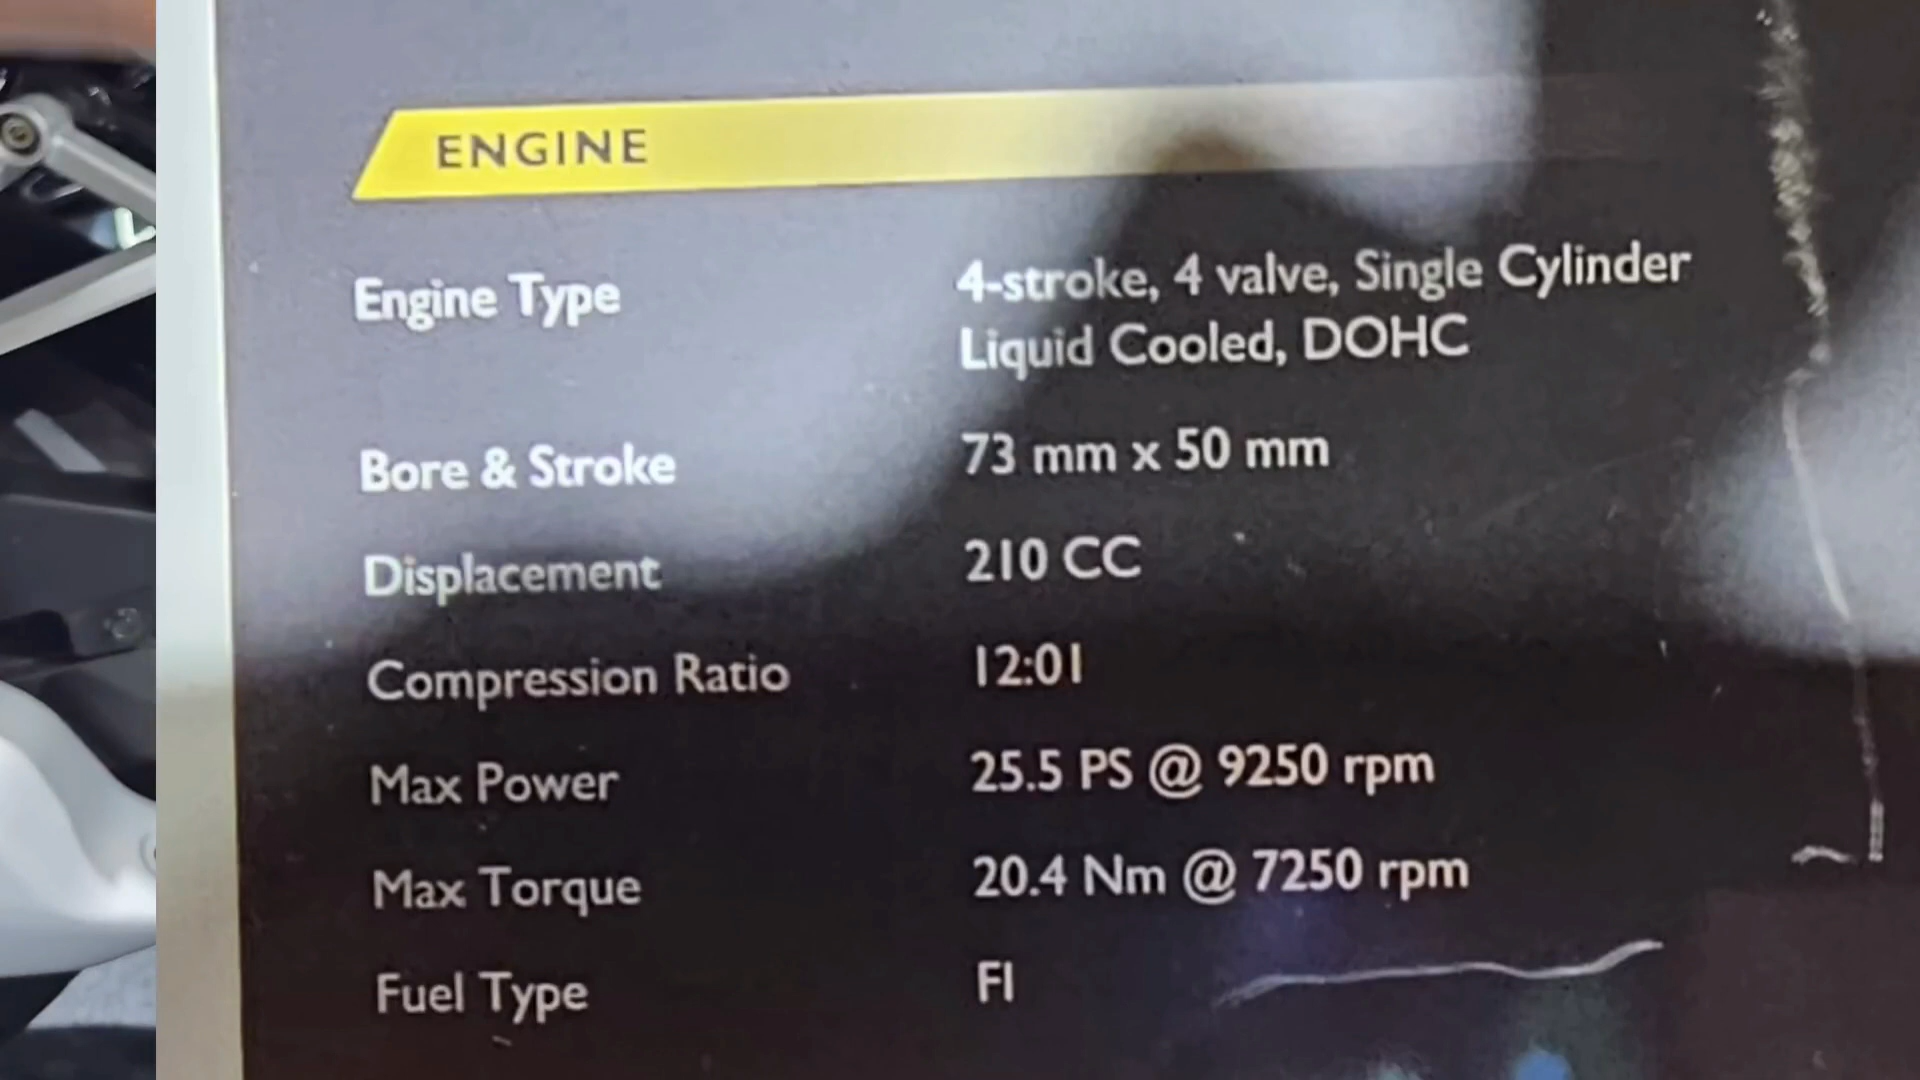 ENGINE
Engine Type 4-stroke, 4 valve, Single Cylinder
Liquid Cooled, DOHC
Bore & Stroke 73 mm x 50 mm
Displacement 210 CC
Compression Ratio 12:01
Max Power 25.5 PS @ 9250 rpm
Max Torque 20.4 Nm @ 7250 rpm
Fuel Type FI